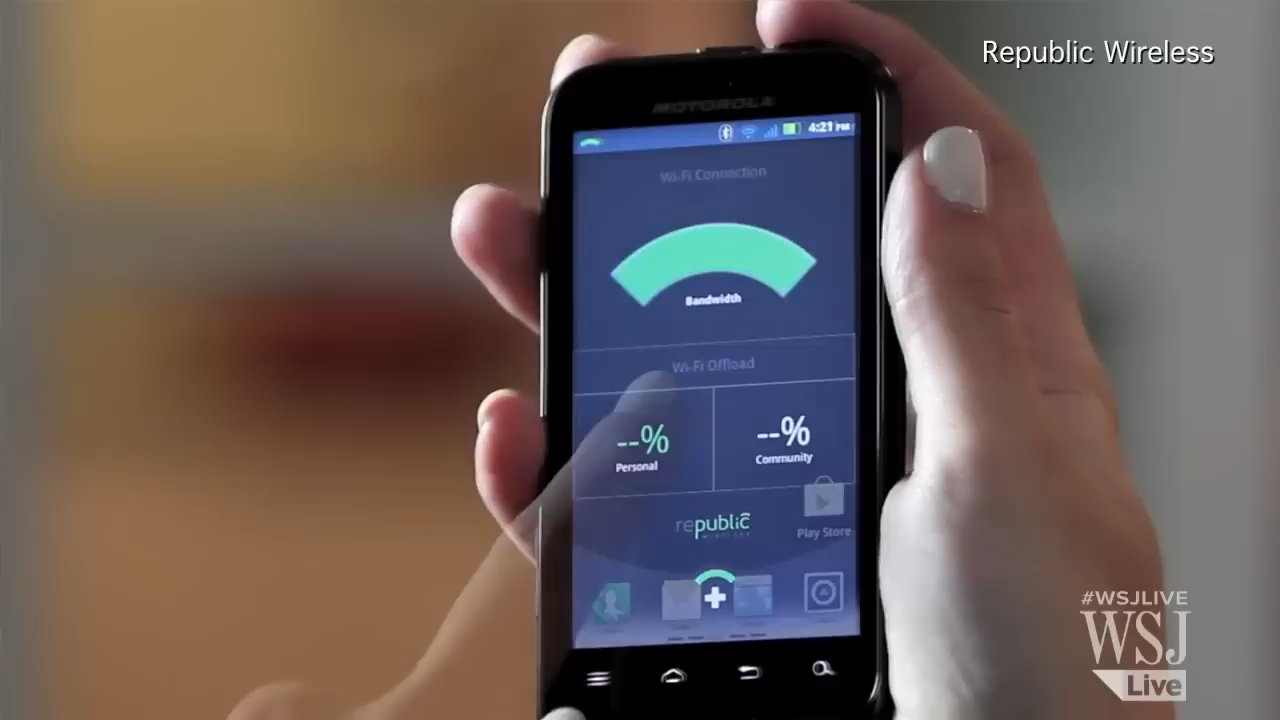 Republic Wireless
MOTOROLA
4:21 PM
Wi-Fi Connection
Bandwidth
Wi-Fi Offload
--% --%
Personal Community
republic
WIRELESS
Play Store
#WSJLIVE
WSJ
Live